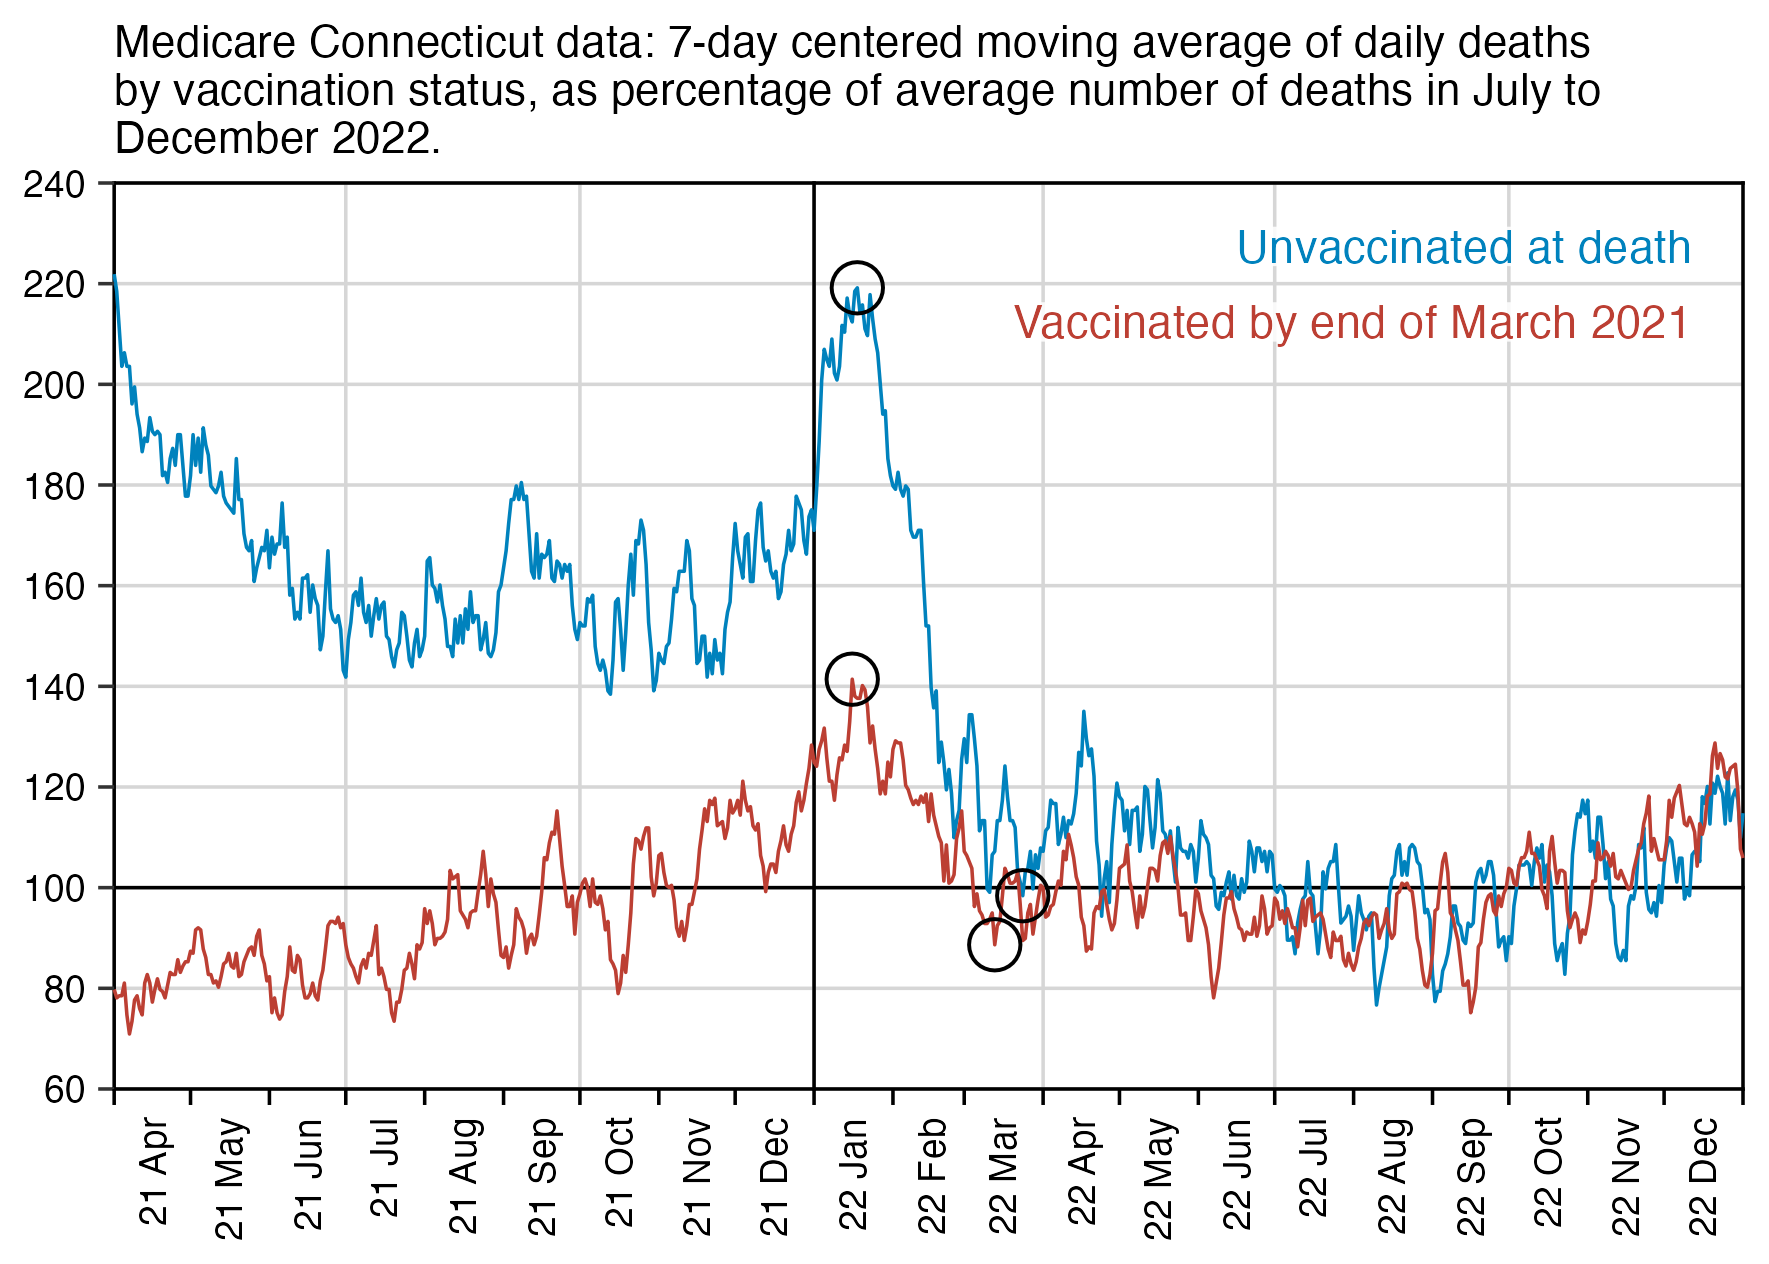 Medicare Connecticut data: 7-day centered moving average of daily deaths
by vaccination status, as percentage of average number of deaths in July to
December 2022.
240
220
200
180
160
140
120
100
80
60
Unvaccinated at death
Vaccinated by end of March 2021
21 Apr
21 May
21 Jun
21 Jul
21 Aug
21 Sep
21 Oct
21 Nov
21 Dec
22 Jan
22 Feb
22 Mar
22 Apr
22 May
22 Jun
22 Jul
22 Aug
22 Sep
22 Oct
22 Nov
22 Dec